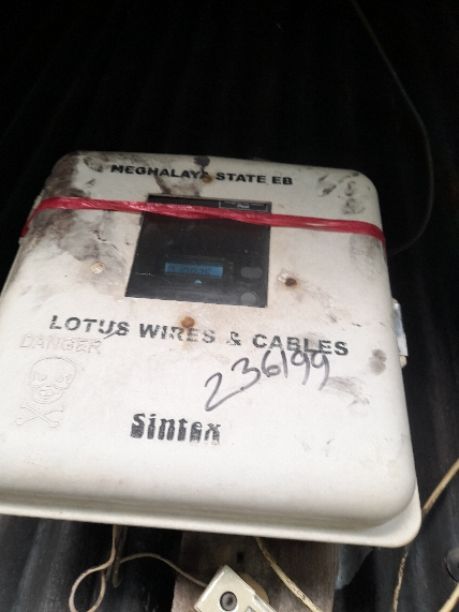 MEGHALAYA STATE EB
LOTUS WIRES & CABLES
DANGER
236199
Sintex